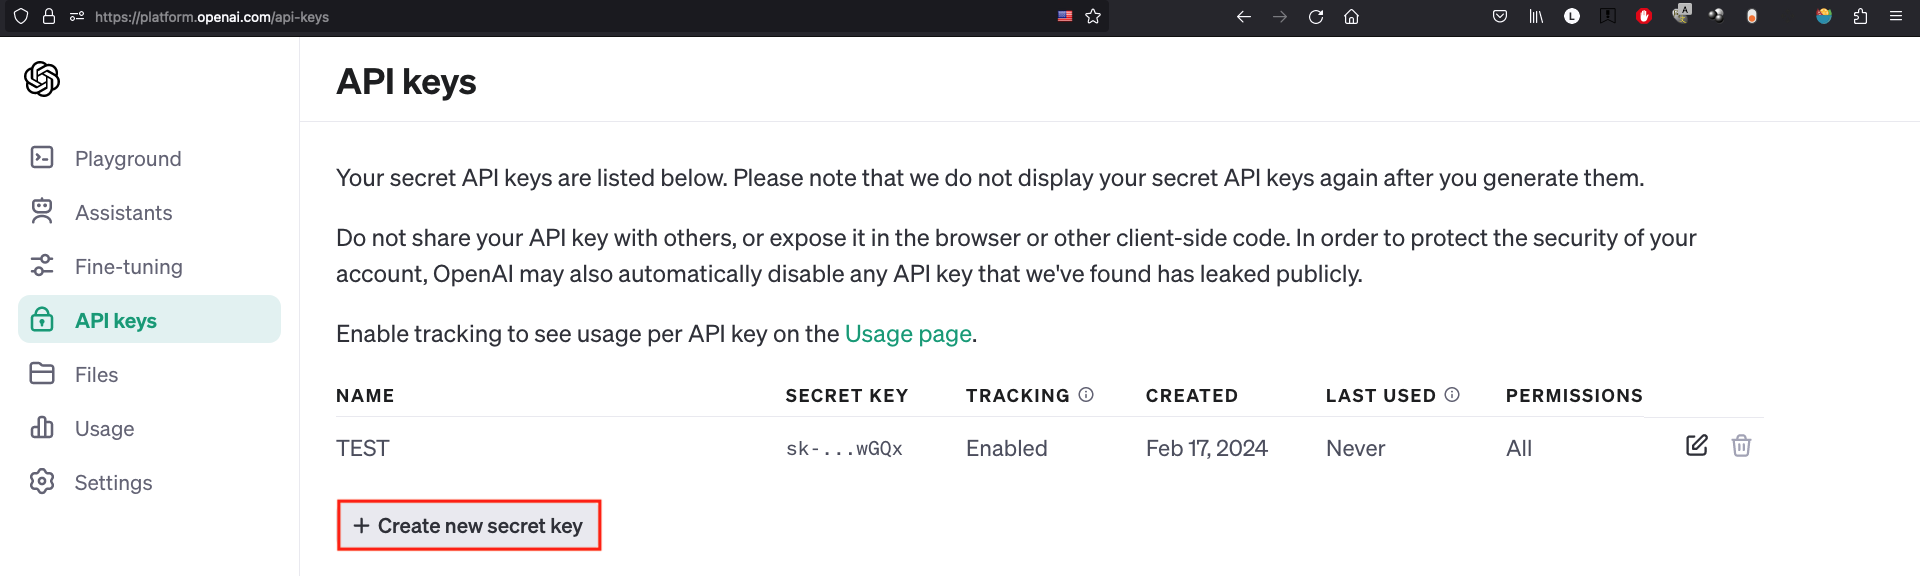 https://platform.openai.com/api-keys
API keys
Playground
Assistants
Fine-tuning
API keys
Files
Usage
Settings
Your secret API keys are listed below. Please note that we do not display your secret API keys again after you generate them.
Do not share your API key with others, or expose it in the browser or other client-side code. In order to protect the security of your
account, OpenAI may also automatically disable any API key that we've found has leaked publicly.
Enable tracking to see usage per API key on the Usage page.
NAME SECRET KEY TRACKING CREATED LAST USED PERMISSIONS
TEST sk-...wGQx Enabled Feb 17, 2024 Never All
+ Create new secret key